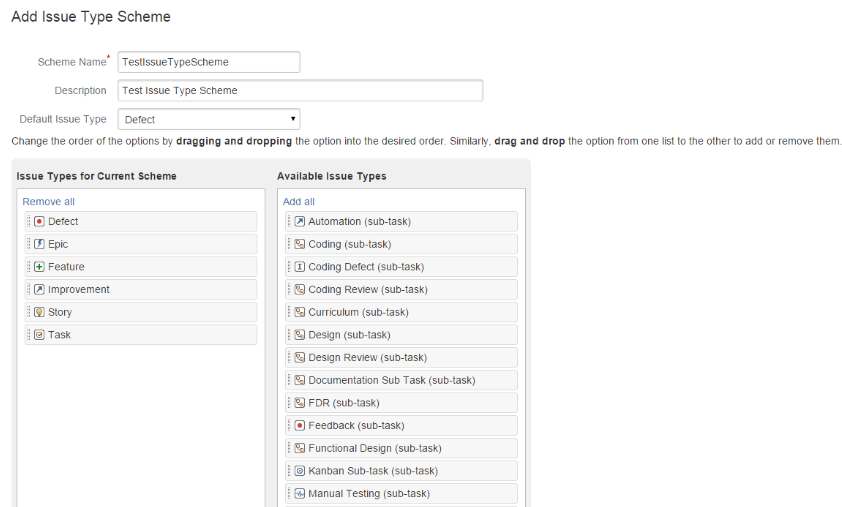 Add Issue Type Scheme
Scheme Name* TestIssueTypeScheme
Description Test Issue Type Scheme
Default Issue Type Defect
Change the order of the options by dragging and dropping the option into the desired order. Similarly, drag and drop the option from one list to the other to add or remove them.
Issue Types for Current Scheme
Remove all
Defect
Epic
Feature
Improvement
Story
Task
Available Issue Types
Add all
Automation (sub-task)
Coding (sub-task)
Coding Defect (sub-task)
Coding Review (sub-task)
Curriculum (sub-task)
Design (sub-task)
Design Review (sub-task)
Documentation Sub Task (sub-task)
FDR (sub-task)
Feedback (sub-task)
Functional Design (sub-task)
Kanban Sub-task (sub-task)
Manual Testing (sub-task)